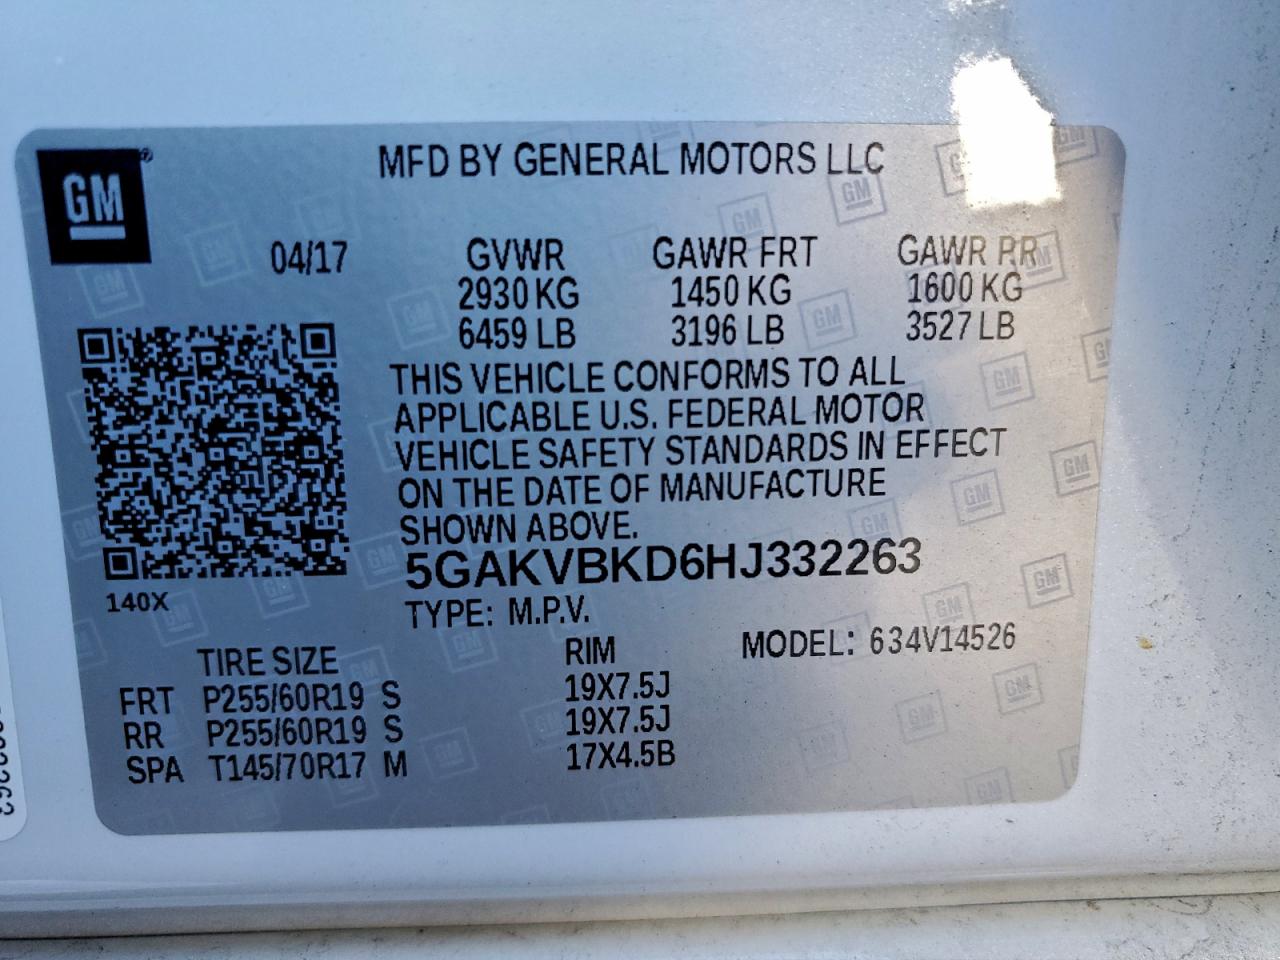 GM
MFD BY GENERAL MOTORS LLC
04/17 GVWR GAWR FRT GAWR RR
2930 KG 1450 KG 1600 KG
6459 LB 3196 LB 3527 LB
THIS VEHICLE CONFORMS TO ALL
APPLICABLE U.S. FEDERAL MOTOR
VEHICLE SAFETY STANDARDS IN EFFECT
ON THE DATE OF MANUFACTURE
SHOWN ABOVE.
5GAKVBKD6HJ332263
140X
TYPE: M.P.V.
MODEL: 634V14526
TIRE SIZE RIM
FRT P255/60R19 S 19X7.5J
RR P255/60R19 S 19X7.5J
SPA T145/70R17 M 17X4.5B